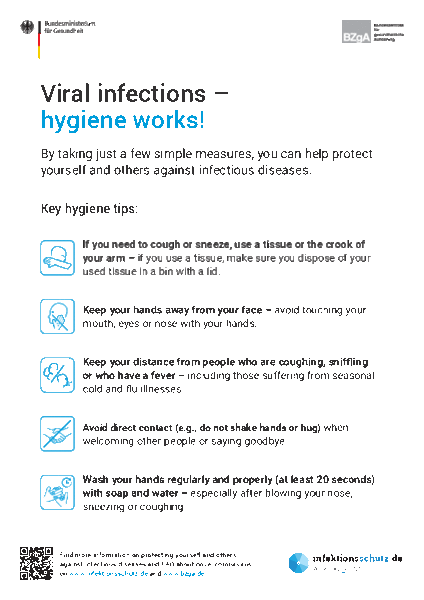 Bundesministerium
für Gesundheit
BZgA
Viral infections –
hygiene works!
By taking just a few simple measures, you can help protect
yourself and others against infectious diseases.
Key hygiene tips:
If you need to cough or sneeze, use a tissue or the crook of
your arm – if you use a tissue, make sure you dispose of your
used tissue in a bin with a lid.
Keep your hands away from your face – avoid touching your
mouth, eyes or nose with your hands.
Keep your distance from people who are coughing, sniffling
or who have a fever – including those suffering from seasonal
cold and flu illnesses
Avoid direct contact (e.g., do not shake hands or hug) when
welcoming other people or saying goodbye
Wash your hands regularly and properly (at least 20 seconds)
with soap and water – especially after blowing your nose,
sneezing or coughing
Find more information on protecting yourself and others
on www.infektionsschutz.de and www.bzga.de
infektionsschutz.de